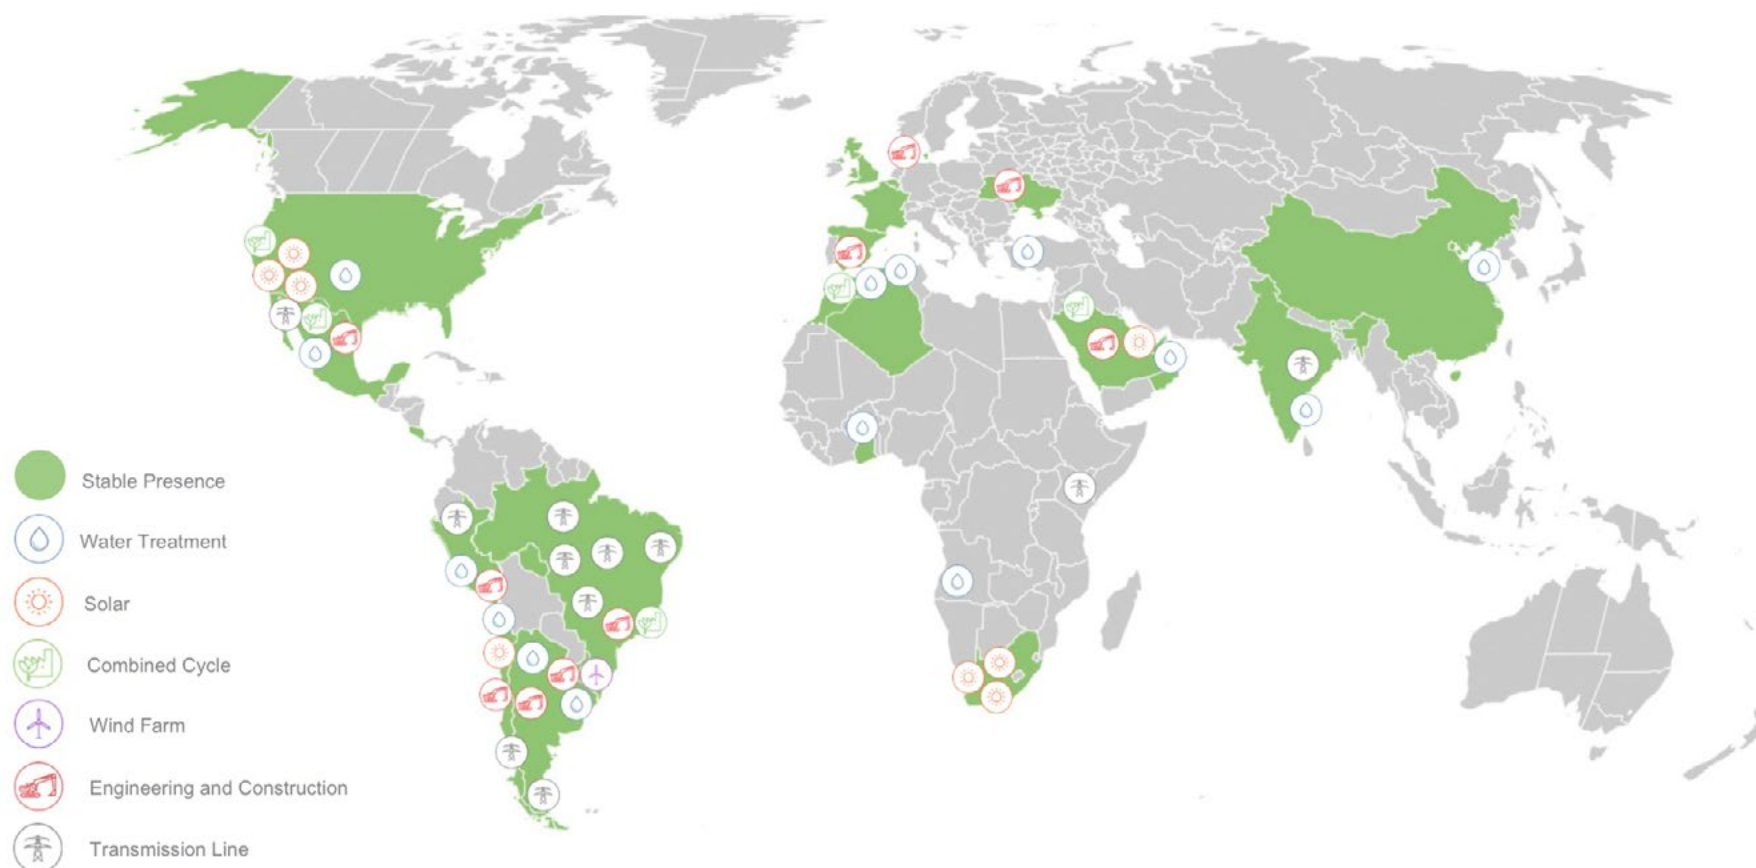 Stable Presence
Water Treatment
Solar
Combined Cycle
Wind Farm
Engineering and Construction
Transmission Line